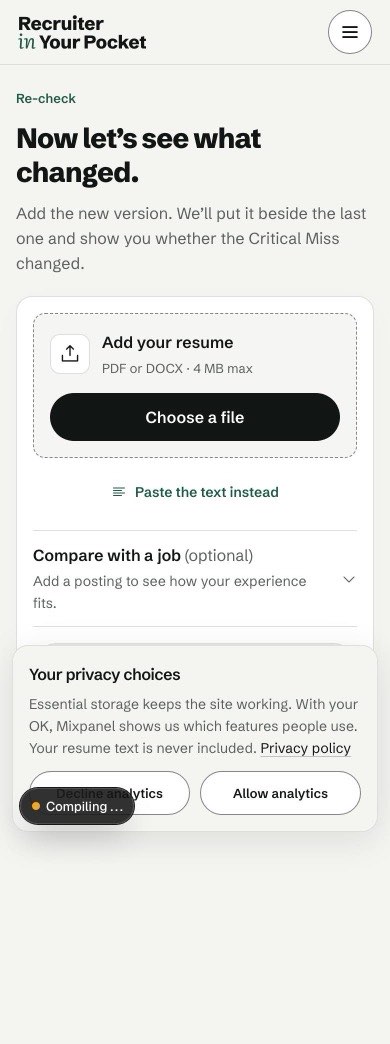 Recruiter
in Your Pocket
Re-check
Now let’s see what
changed.
Add the new version. We’ll put it beside the last
one and show you whether the Critical Miss
changed.
Add your resume
PDF or DOCX · 4 MB max
Choose a file
Paste the text instead
Compare with a job (optional)
Add a posting to see how your experience
fits.
Your privacy choices
Essential storage keeps the site working. With your
OK, Mixpanel shows us which features people use.
Your resume text is never included. Privacy policy
Decline analytics
Allow analytics
Compiling ...